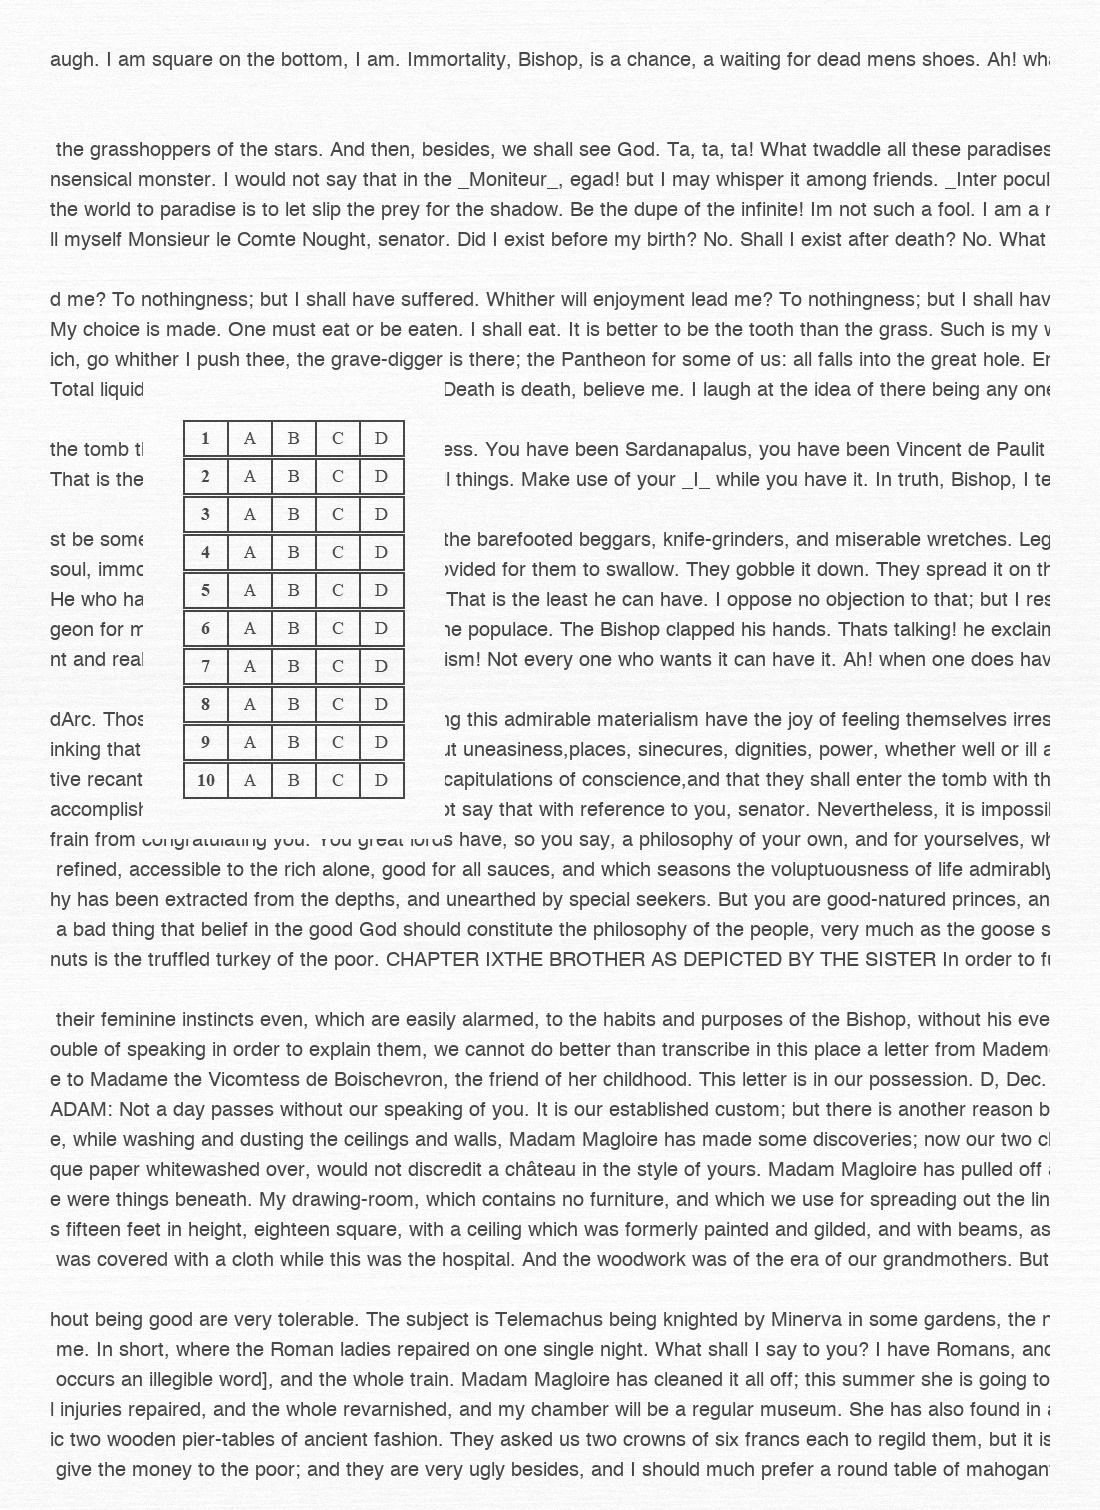 augh. I am square on the bottom, I am. Immortality, Bishop, is a chance, a waiting for dead mens shoes. Ah!
the grasshoppers of the stars. And then, besides, we shall see God. Ta, ta, ta! What twaddle all these paradises
nsensical monster. I would not say that in the _Moniteur_, egad! but I may whisper it among friends. _Inter pocul
the world to paradise is to let slip the prey for the shadow. Be the dupe of the infinite! Im not such a fool. I am a
ll myself Monsieur le Comte Nought, senator. Did I exist before my birth? No. Shall I exist after death? No. What
d me? To nothingness; but I shall have suffered. Whither will enjoyment lead me? To nothingness; but I shall hav
My choice is made. One must eat or be eaten. I shall eat. It is better to be the tooth than the grass. Such is my
ich, go whither I push thee, the grave-digger is there; the Pantheon for some of us: all falls into the great hole.
Total liquid Death is death, believe me. I laugh at the idea of there being any one
1 A B C D
the tomb ess. You have been Sardanapalus, you have been Vincent de Paulit
2 A B C D
That is the l things. Make use of your _I_ while you have it. In truth, Bishop, I te
3 A B C D
st be some the barefooted beggars, knife-grinders, and miserable wretches. Leg
4 A B C D
soul, immo ovided for them to swallow. They gobble it down. They spread it on th
5 A B C D
He who ha That is the least he can have. I oppose no objection to that; but I res
6 A B C D
geon for m he populace. The Bishop clapped his hands. Thats talking! he exclaim
7 A B C D
nt and real ism! Not every one who wants it can have it. Ah! when one does hav
8 A B C D
dArc. Thos ng this admirable materialism have the joy of feeling themselves irres
9 A B C D
inking that ut uneasiness,places, sinecures, dignities, power, whether well or ill a
10 A B C D
tive recant capitulations of conscience,and that they shall enter the tomb with th
accomplish ot say that with reference to you, senator. Nevertheless, it is impossil
frain from congratulating you. You great lords have, so you say, a philosophy of your own, and for yourselves, wh
refined, accessible to the rich alone, good for all sauces, and which seasons the voluptuousness of life admirably
hy has been extracted from the depths, and unearthed by special seekers. But you are good-natured princes, an
a bad thing that belief in the good God should constitute the philosophy of the people, very much as the goose s
nuts is the truffled turkey of the poor. CHAPTER IXTHE BROTHER AS DEPICTED BY THE SISTER In order to fu
their feminine instincts even, which are easily alarmed, to the habits and purposes of the Bishop, without his eve
ouble of speaking in order to explain them, we cannot do better than transcribe in this place a letter from Madem
e to Madame the Vicomtess de Boischevron, the friend of her childhood. This letter is in our possession. D, Dec.
ADAM: Not a day passes without our speaking of you. It is our established custom; but there is another reason b
e, while washing and dusting the ceilings and walls, Madam Magloire has made some discoveries; now our two
que paper whitewashed over, would not discredit a château in the style of yours. Madam Magloire has pulled off
e were things beneath. My drawing-room, which contains no furniture, and which we use for spreading out the lin
s fifteen feet in height, eighteen square, with a ceiling which was formerly painted and gilded, and with beams, as
was covered with a cloth while this was the hospital. And the woodwork was of the era of our grandmothers. But
hout being good are very tolerable. The subject is Telemachus being knighted by Minerva in some gardens, the
me. In short, where the Roman ladies repaired on one single night. What shall I say to you? I have Romans, and
occurs an illegible word], and the whole train. Madam Magloire has cleaned it all off; this summer she is going to
l injuries repaired, and the whole revarnished, and my chamber will be a regular museum. She has also found in
ic two wooden pier-tables of ancient fashion. They asked us two crowns of six francs each to regild them, but it is
give the money to the poor; and they are very ugly besides, and I should much prefer a round table of mahogany